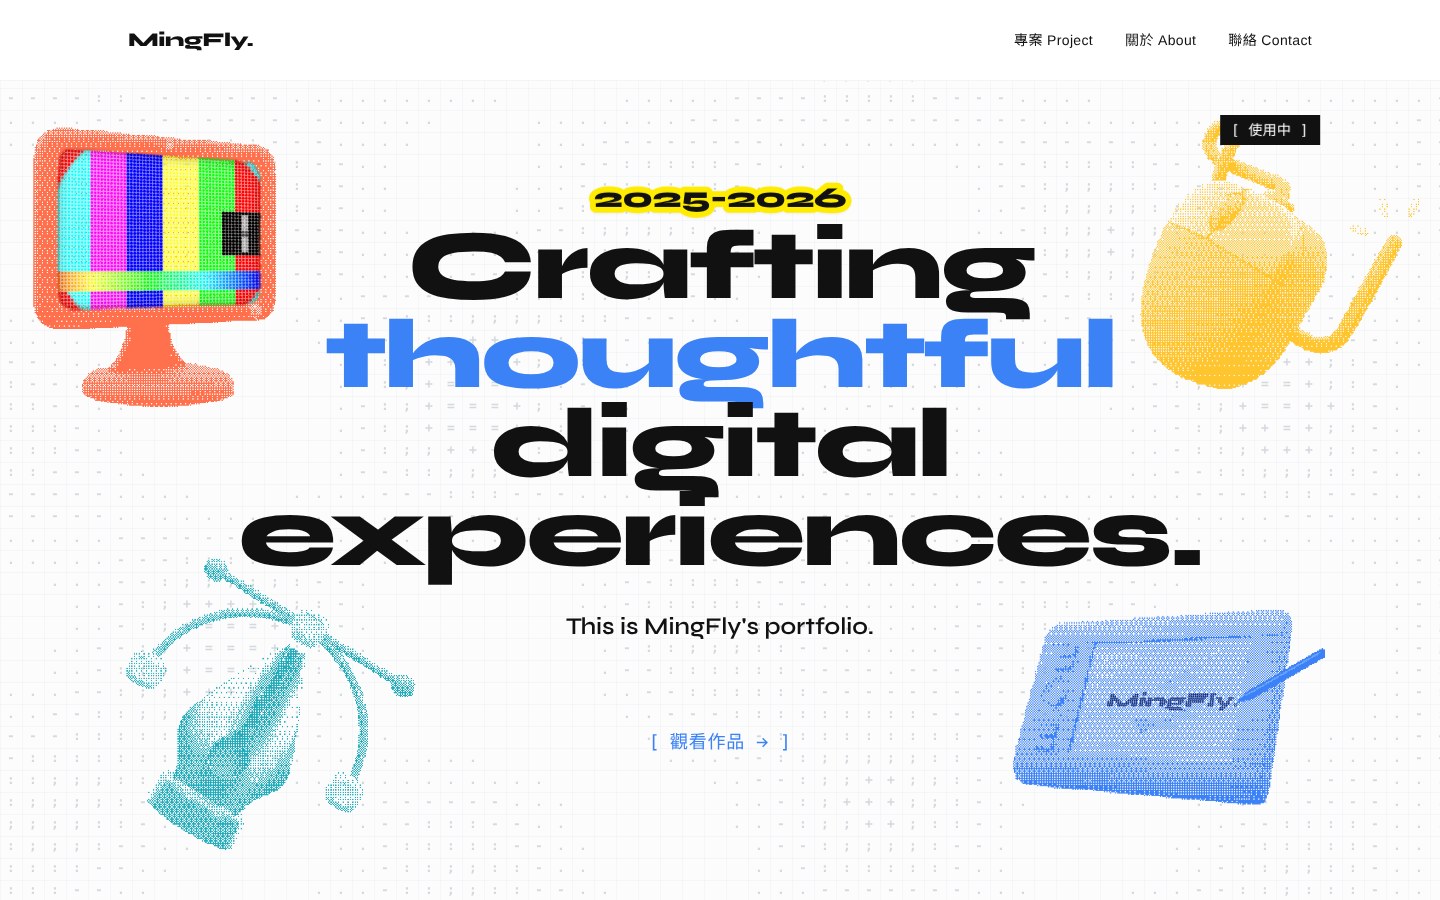 MingFly.
專案 Project
關於 About
聯絡 Contact
[ 使用中 ]
2025-2026
Crafting
thoughtful
digital
experiences.
This is MingFly's portfolio.
MingFly.
[ 觀看作品 → ]